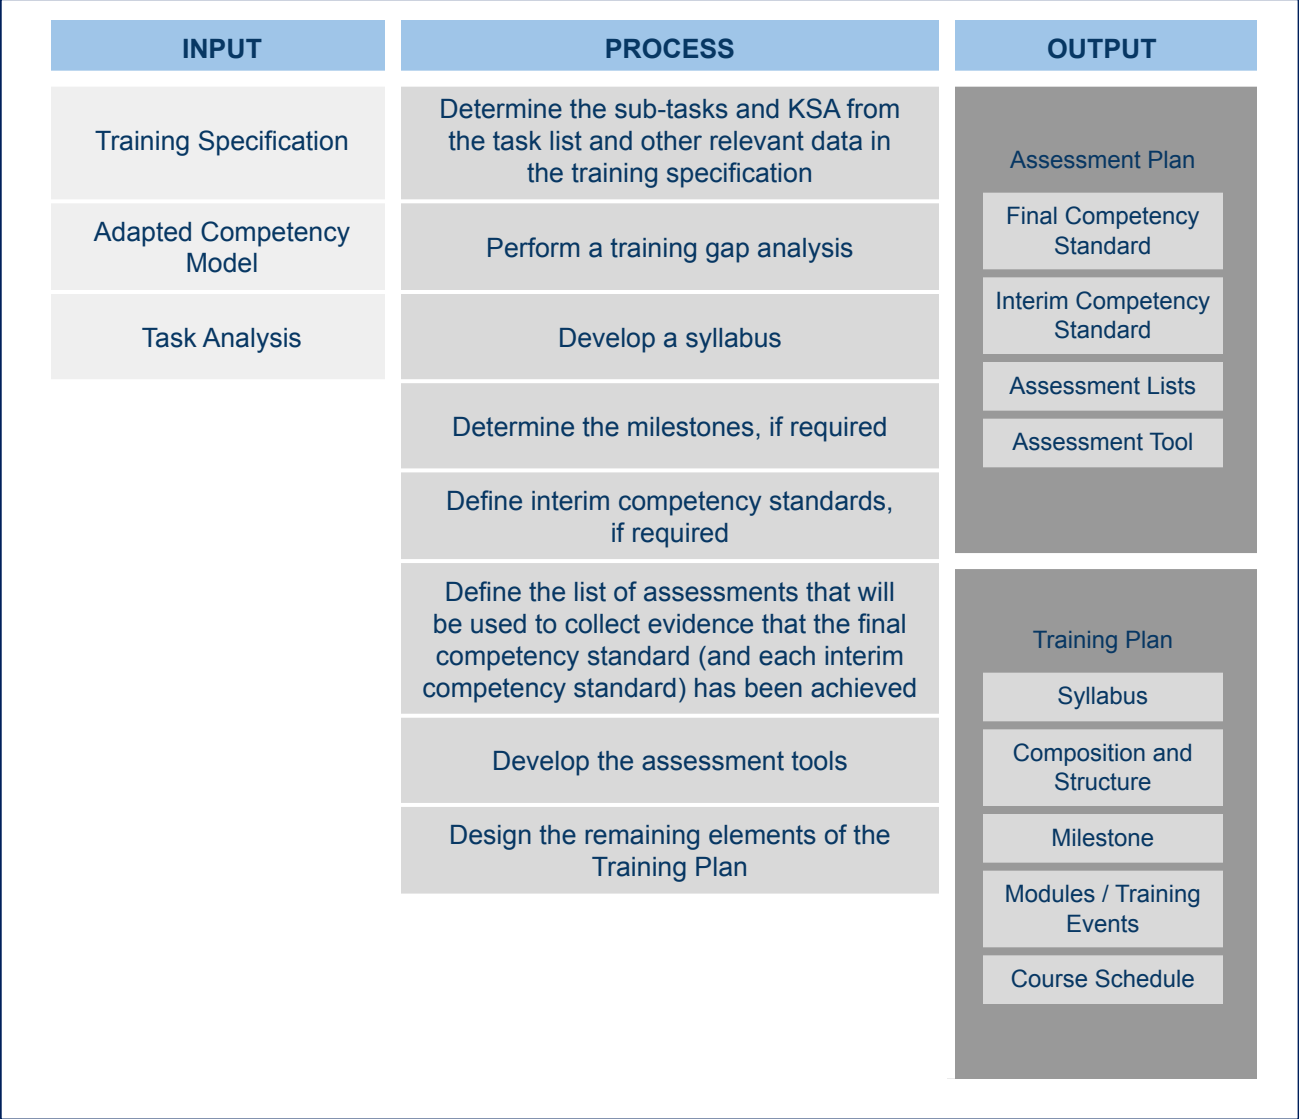 INPUT
Training Specification
Adapted Competency
Model
Task Analysis
PROCESS
Determine the sub-tasks and KSA from
the task list and other relevant data in
the training specification
Perform a training gap analysis
Develop a syllabus
Determine the milestones, if required
Define interim competency standards,
if required
Define the list of assessments that will
be used to collect evidence that the final
competency standard (and each interim
competency standard) has been achieved
Develop the assessment tools
Design the remaining elements of the
Training Plan
OUTPUT
Assessment Plan
Final Competency
Standard
Interim Competency
Standard
Assessment Lists
Assessment Tool
Training Plan
Syllabus
Composition and
Structure
Milestone
Modules / Training
Events
Course Schedule